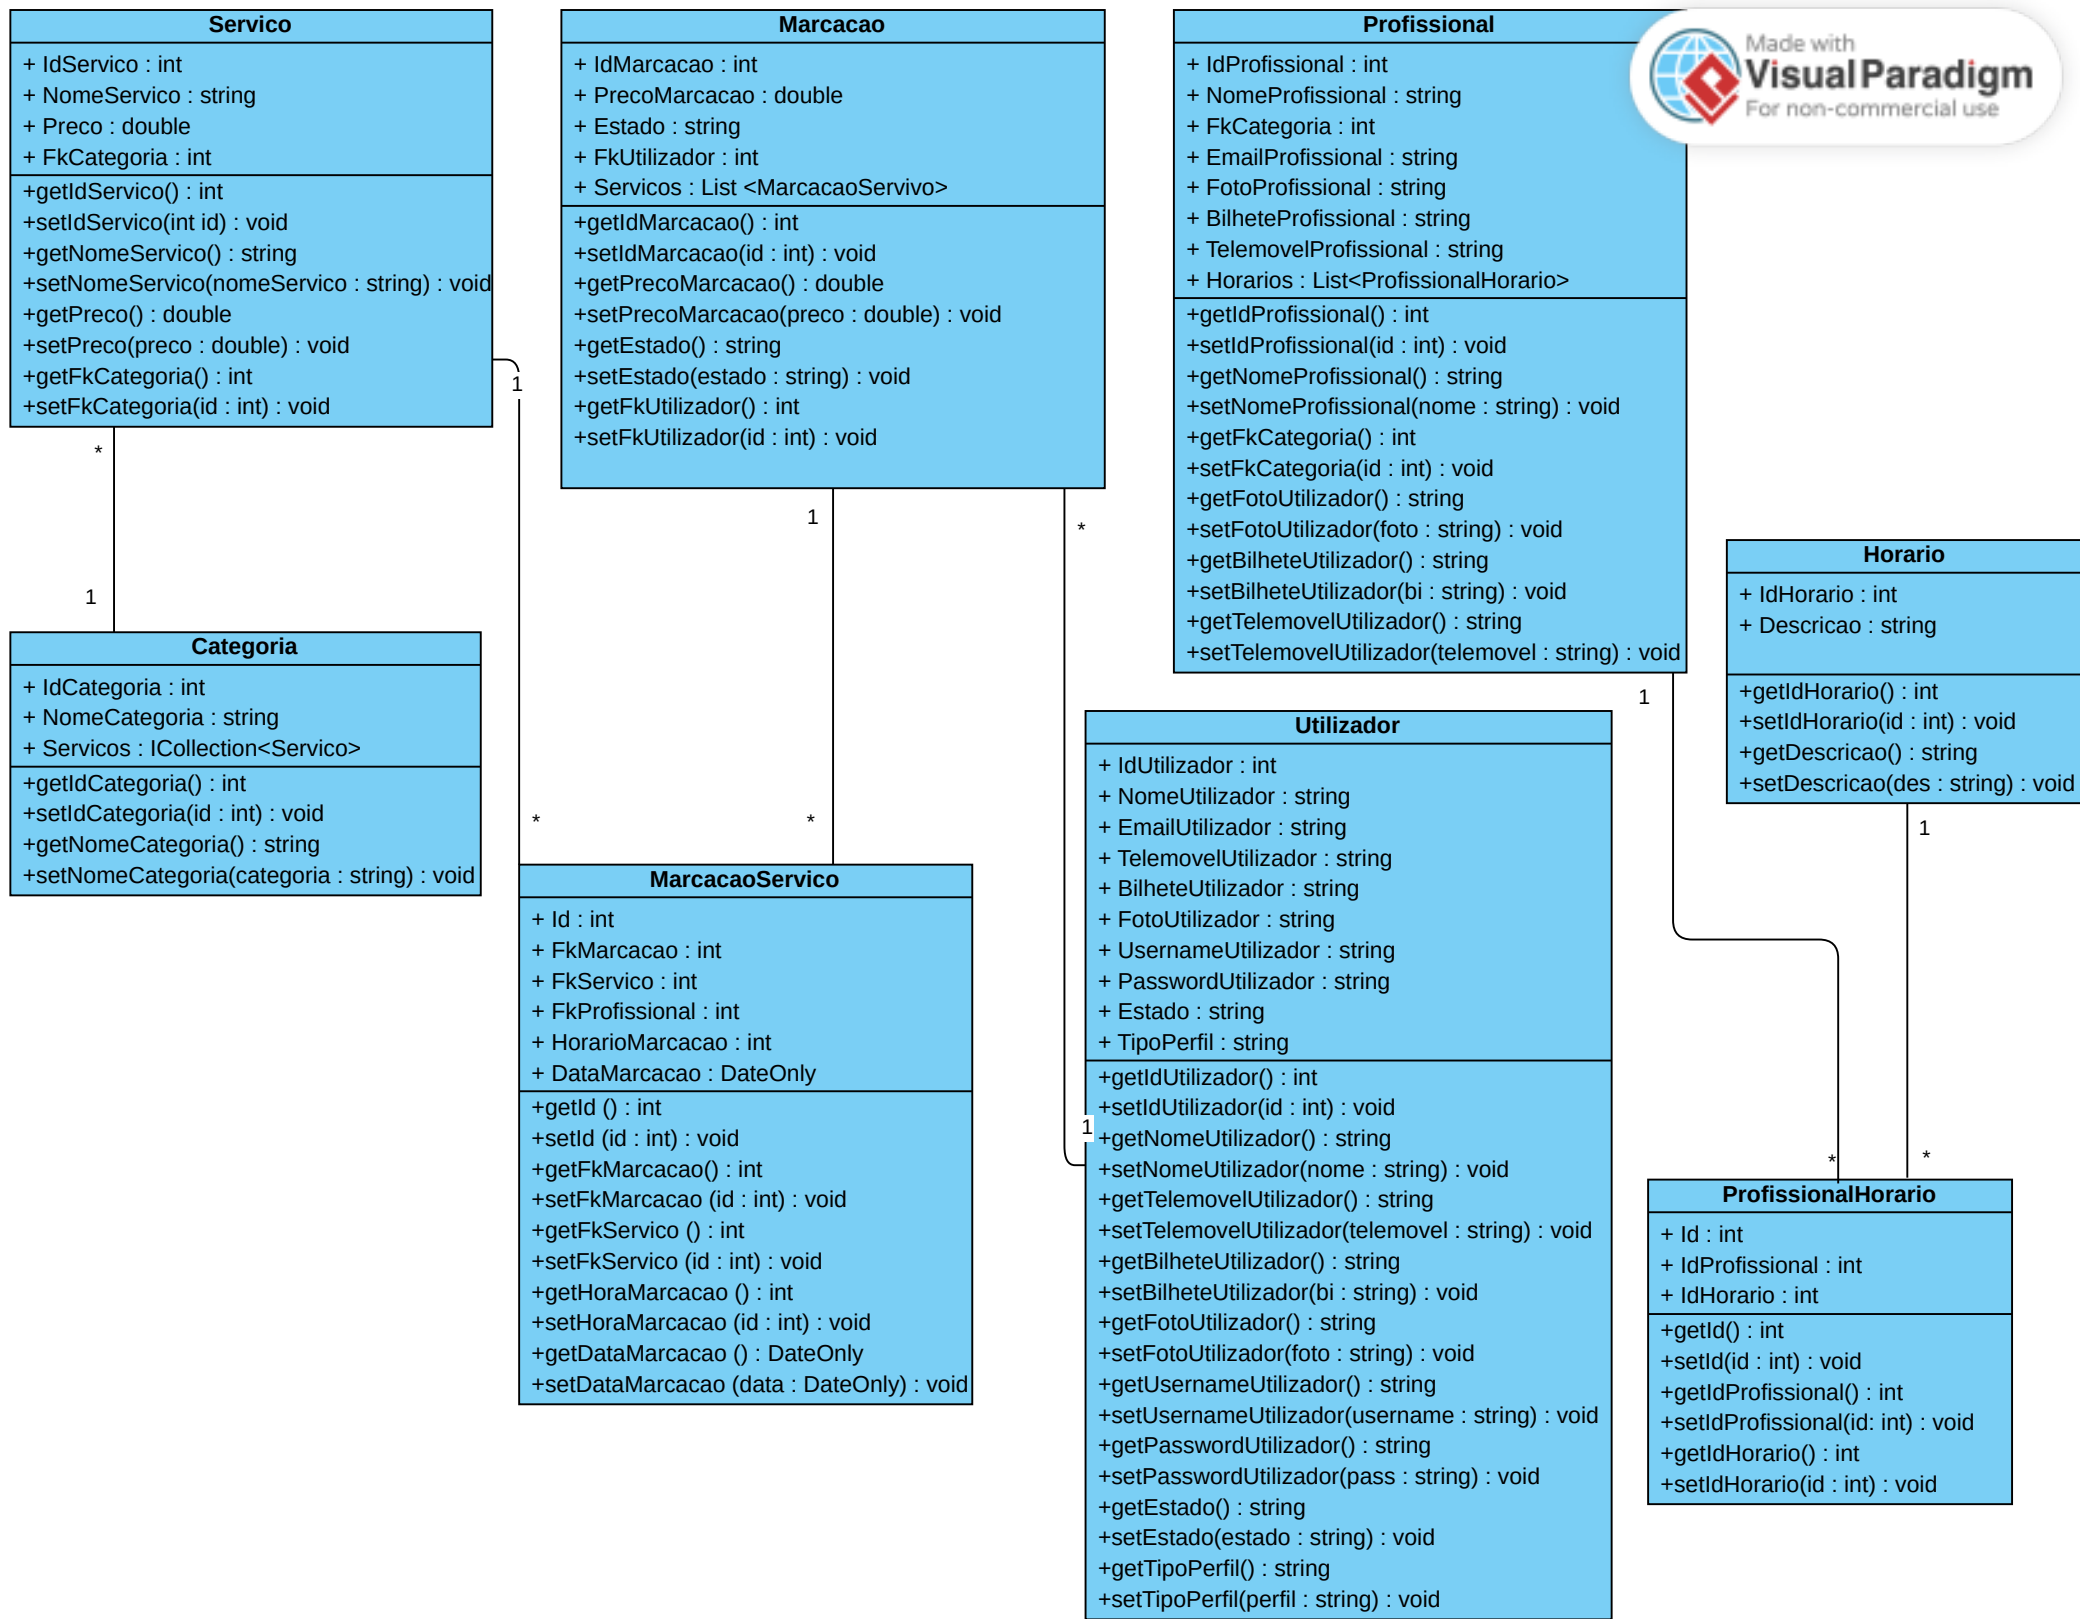 Servico
+ IdServico : int
+ NomeServico : string
+ Preco : double
+ FkCategoria : int
+getIdServico() : int
+setIdServico(int id) : void
+getNomeServico() : string
+setNomeServico(nomeServico : string) : void
+getPreco() : double
+setPreco(preco : double) : void
+getFkCategoria() : int
+setFkCategoria(id : int) : void
Marcacao
+ IdMarcacao : int
+ PrecoMarcacao : double
+ Estado : string
+ FkUtilizador : int
+ Servicos : List <MarcacaoServivo>
+getIdMarcacao() : int
+setIdMarcacao(id : int) : void
+getPrecoMarcacao() : double
+setPrecoMarcacao(preco : double) : void
+getEstado() : string
+setEstado(estado : string) : void
+getFkUtilizador() : int
+setFkUtilizador(id : int) : void
Profissional
+ IdProfissional : int
+ NomeProfissional : string
+ FkCategoria : int
+ EmailProfissional : string
+ FotoProfissional : string
+ BilheteProfissional : string
+ TelemovelProfissional : string
+ Horarios : List<ProfissionalHorario>
+getIdProfissional() : int
+setIdProfissional(id : int) : void
+getNomeProfissional() : string
+setNomeProfissional(nome : string) : void
+getFkCategoria() : int
+setFkCategoria(id : int) : void
+getFotoUtilizador() : string
+setFotoUtilizador(foto : string) : void
+getBilheteUtilizador() : string
+setBilheteUtilizador(bi : string) : void
+getTelemovelUtilizador() : string
+setTelemovelUtilizador(telemovel : string) : void
Made with
Visual Paradigm
For non-commercial use
1
*
1
1
*
1
Horario
+ IdHorario : int
+ Descricao : string
+getIdHorario() : int
+setIdHorario(id : int) : void
+getDescricao() : string
+setDescricao(des : string) : void
Categoria
+ IdCategoria : int
+ NomeCategoria : string
+ Servicos : ICollection<Servico>
+getIdCategoria() : int
+setIdCategoria(id : int) : void
+getNomeCategoria() : string
+setNomeCategoria(categoria : string) : void
*
*
1
MarcacaoServico
+ Id : int
+ FkMarcacao : int
+ FkServico : int
+ FkProfissional : int
+ HorarioMarcacao : int
+ DataMarcacao : DateOnly
+getId () : int
+setId (id : int) : void
+getFkMarcacao() : int
+setFkMarcacao (id : int) : void
+getFkServico () : int
+setFkServico (id : int) : void
+getHoraMarcacao () : int
+setHoraMarcacao (id : int) : void
+getDataMarcacao () : DateOnly
+setDataMarcacao (data : DateOnly) : void
Utilizador
+ IdUtilizador : int
+ NomeUtilizador : string
+ EmailUtilizador : string
+ TelemovelUtilizador : string
+ BilheteUtilizador : string
+ FotoUtilizador : string
+ UsernameUtilizador : string
+ PasswordUtilizador : string
+ Estado : string
+ TipoPerfil : string
+getIdUtilizador() : int
+setIdUtilizador(id : int) : void
+getNomeUtilizador() : string
+setNomeUtilizador(nome : string) : void
+getTelemovelUtilizador() : string
+setTelemovelUtilizador(telemovel : string) : void
+getBilheteUtilizador() : string
+setBilheteUtilizador(bi : string) : void
+getFotoUtilizador() : string
+setFotoUtilizador(foto : string) : void
+getUsernameUtilizador() : string
+setUsernameUtilizador(username : string) : void
+getPasswordUtilizador() : string
+setPasswordUtilizador(pass : string) : void
+getEstado() : string
+setEstado(estado : string) : void
+getTipoPerfil() : string
+setTipoPerfil(perfil : string) : void
1
*
*
ProfissionalHorario
+ Id : int
+ IdProfissional : int
+ IdHorario : int
+getId() : int
+setId(id : int) : void
+getIdProfissional() : int
+setIdProfissional(id: int) : void
+getIdHorario() : int
+setIdHorario(id : int) : void